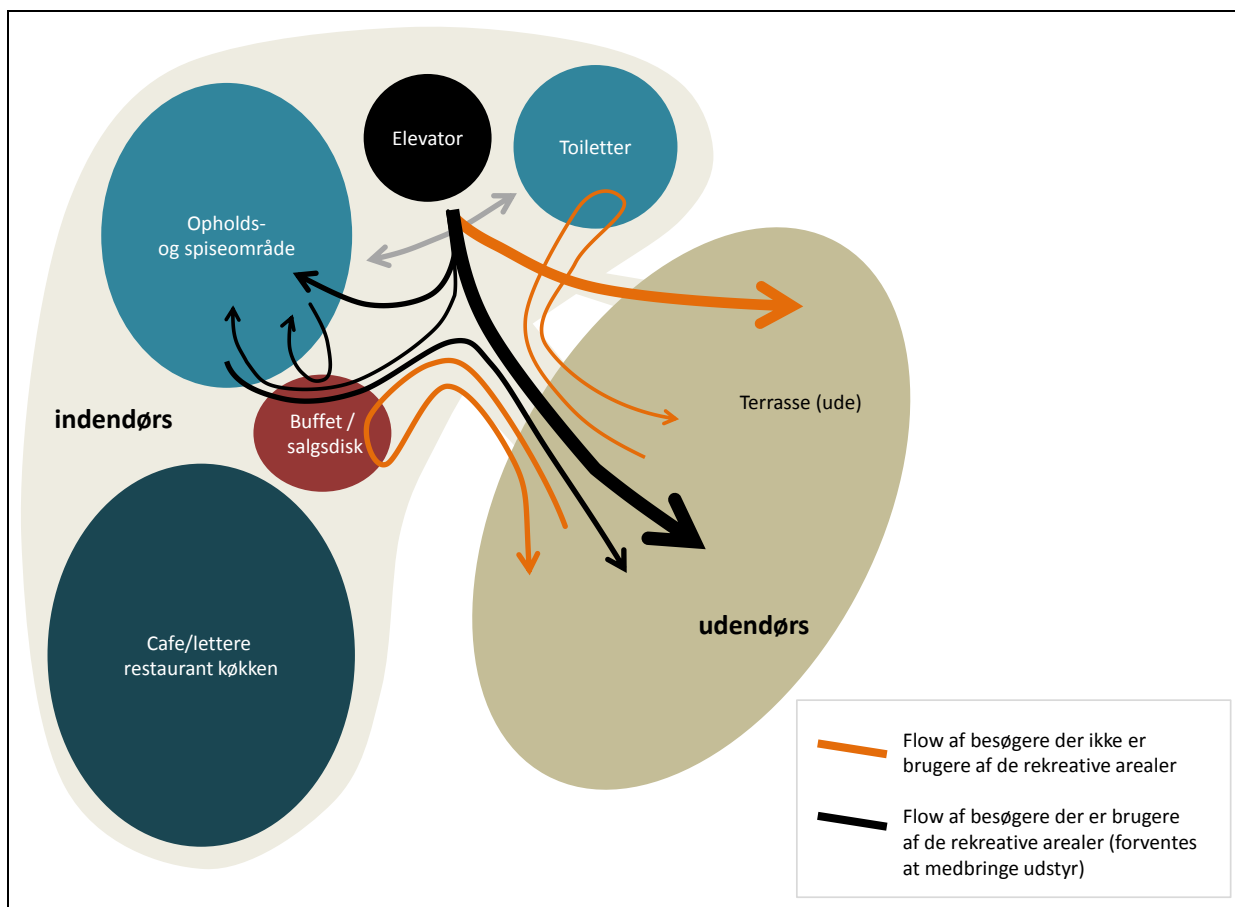 Elevator
Toiletter
Opholds-
og spiseområde
indendørs
Buffet /
salgsdisk
Terrasse (ude)
Cafe/lettere
restaurant køkken
udendørs
Flow af besøgere der ikke er
brugere af de rekreative arealer
Flow af besøgere der er brugere
af de rekreative arealer (forventes
at medbringe udstyr)